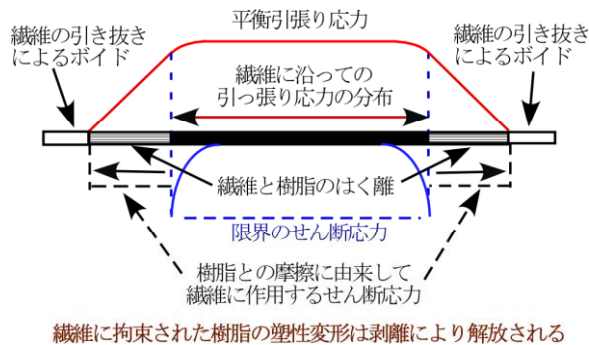 平衡引張り応力
繊維の引き抜き
によるボイド
繊維の引き抜き
によるボイド
繊維に沿っての
引っ張り応力の分布
繊維と樹脂のはく離
限界のせん断応力
樹脂との摩擦に由来して
繊維に作用するせん断応力
繊維に拘束された樹脂の塑性変形は剥離により解放される